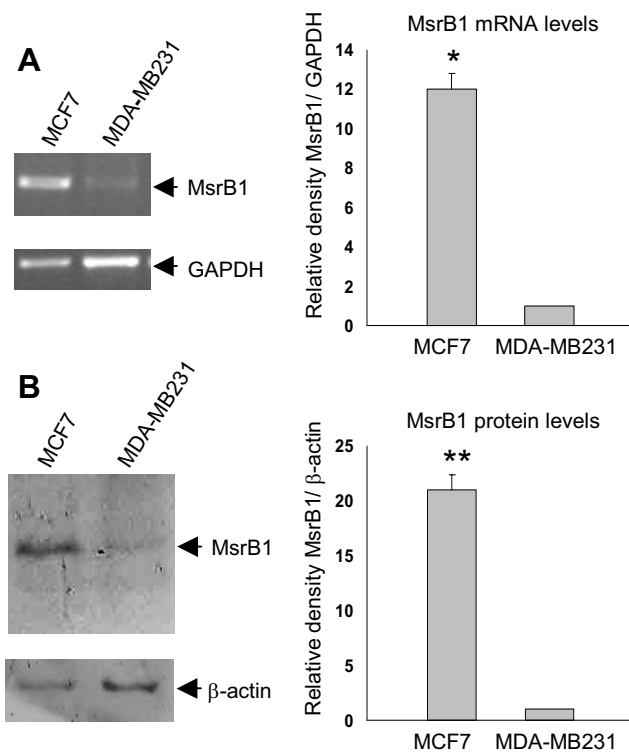 A
MCF7
MDA-MB231
MsrB1
GAPDH
MsrB1 mRNA levels
Relative density MsrB1/ GAPDH
14
12
10
8
6
4
2
0
*
MCF7
MDA-MB231
B
MCF7
MDA-MB231
MsrB1
β-actin
MsrB1 protein levels
Relative density MsrB1/ β-actin
25
20
15
10
5
0
**
MCF7
MDA-MB231